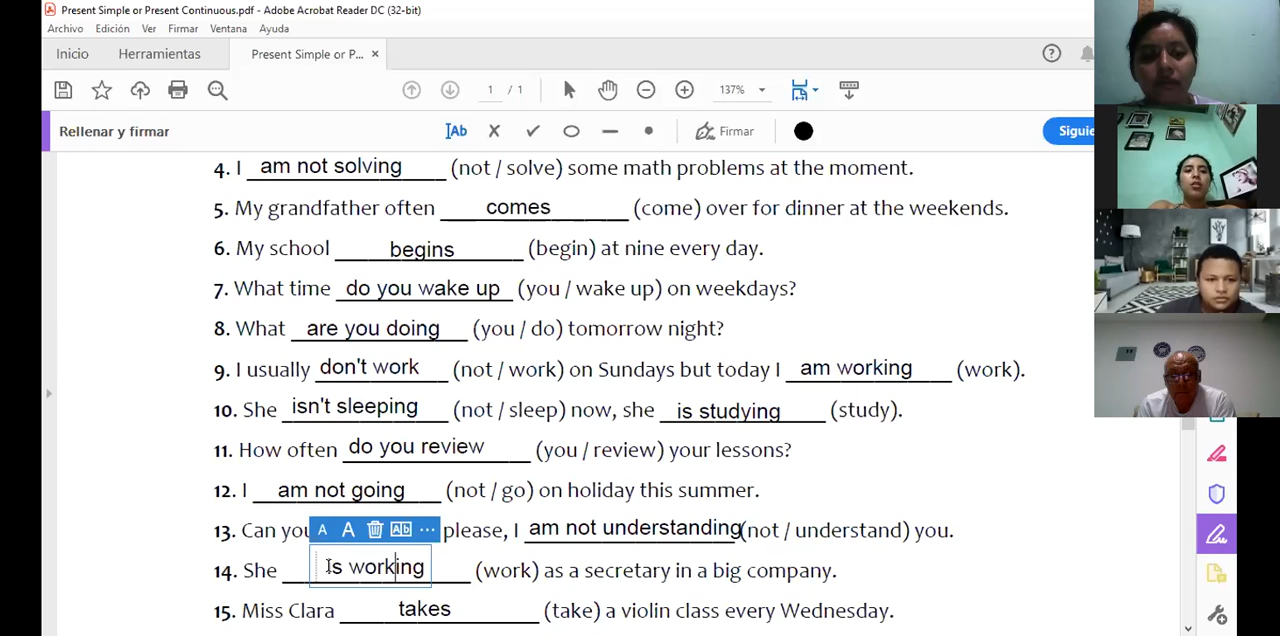 Present Simple or Present Continuous.pdf - Adobe Acrobat Reader DC (32-bit)
Archivo Edición Ver Firmar Ventana Ayuda
Inicio Herramientas Present Simple or P... ×
1 / 1 137%
Rellenar y firmar Ab Firmar Siguie
4. I am not solving (not / solve) some math problems at the moment.
5. My grandfather often comes (come) over for dinner at the weekends.
6. My school begins (begin) at nine every day.
7. What time do you wake up (you / wake up) on weekdays?
8. What are you doing (you / do) tomorrow night?
9. I usually don't work (not / work) on Sundays but today I am working (work).
10. She isn't sleeping (not / sleep) now, she is studying (study).
11. How often do you review (you / review) your lessons?
12. I am not going (not / go) on holiday this summer.
13. Can you A A Ab ... please, I am not understanding (not / understand) you.
14. She is working (work) as a secretary in a big company.
15. Miss Clara takes (take) a violin class every Wednesday.